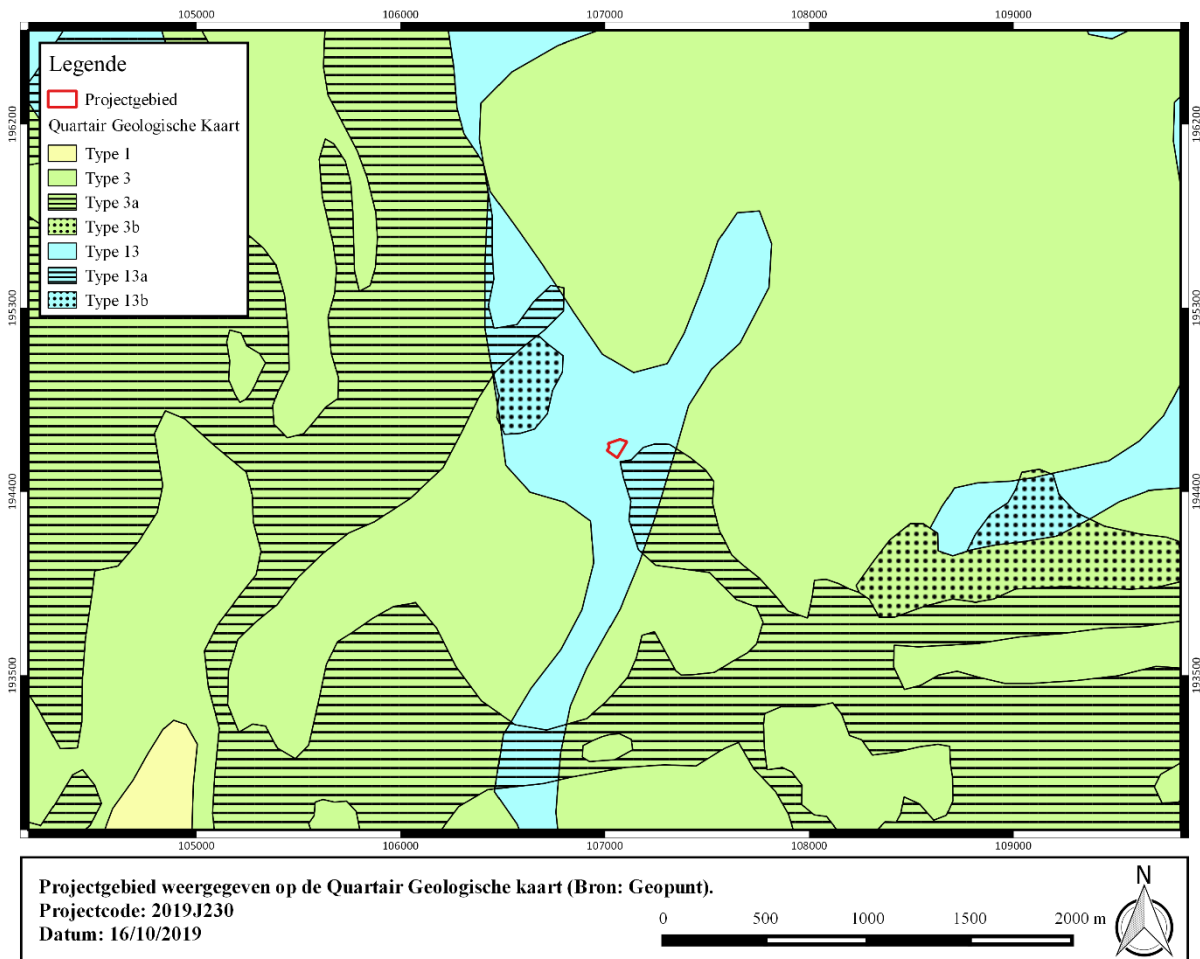 105000 106000 107000 108000 109000
Legende
Projectgebied
Quartair Geologische Kaart
Type 1
Type 3
Type 3a
Type 3b
Type 13
Type 13a
Type 13b
196200 196200
195300 195300
194400 194400
193500 193500
105000 106000 107000 108000 109000
Projectgebied weergegeven op de Quartair Geologische kaart (Bron: Geopunt).
Projectcode: 2019J230
Datum: 16/10/2019
0 500 1000 1500 2000 m
N